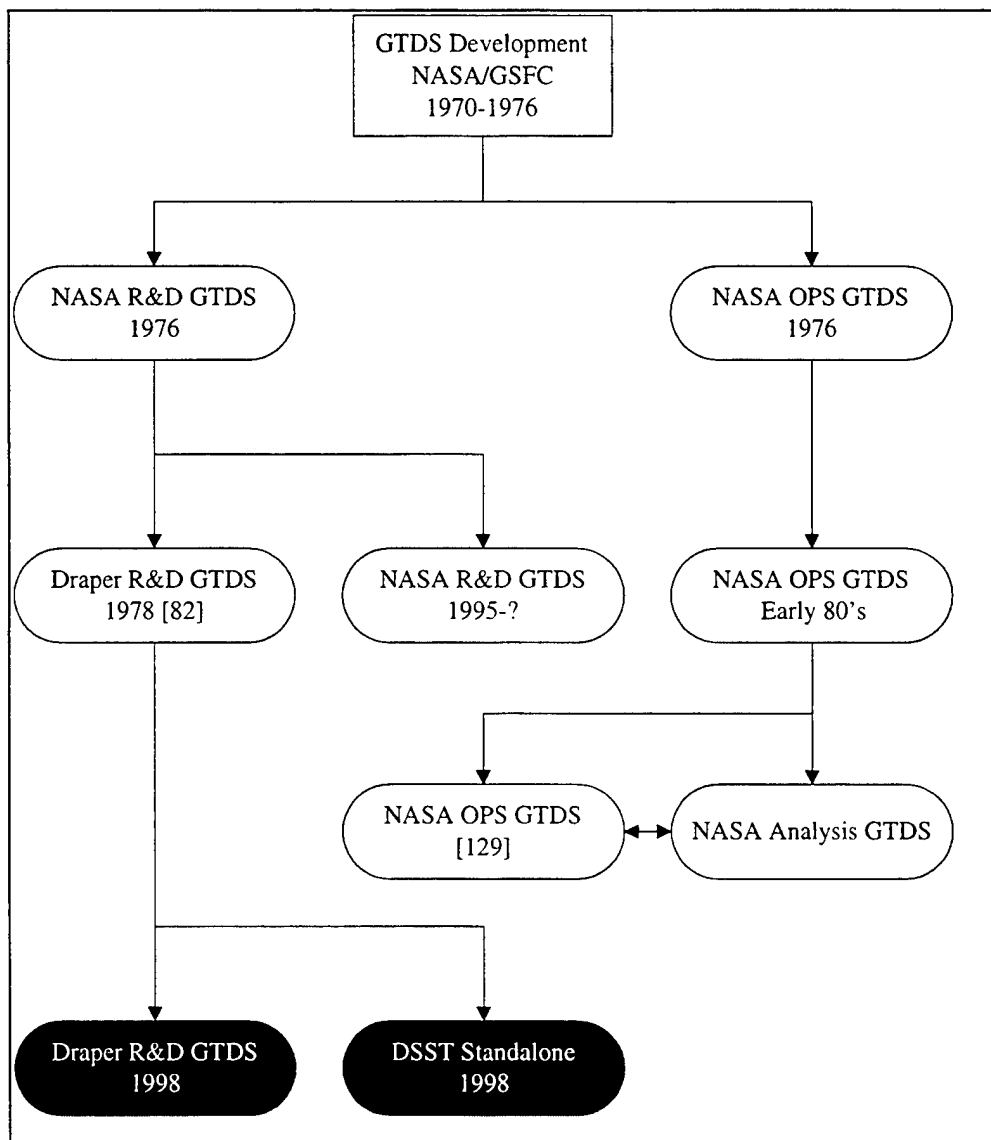 GTDS Development
NASA/GSFC
1970-1976
NASA R&D GTDS
1976
NASA OPS GTDS
1976
Draper R&D GTDS
1978 [82]
NASA R&D GTDS
1995-?
NASA OPS GTDS
Early 80's
NASA OPS GTDS
[129]
NASA Analysis GTDS
Draper R&D GTDS
1998
DSST Standalone
1998